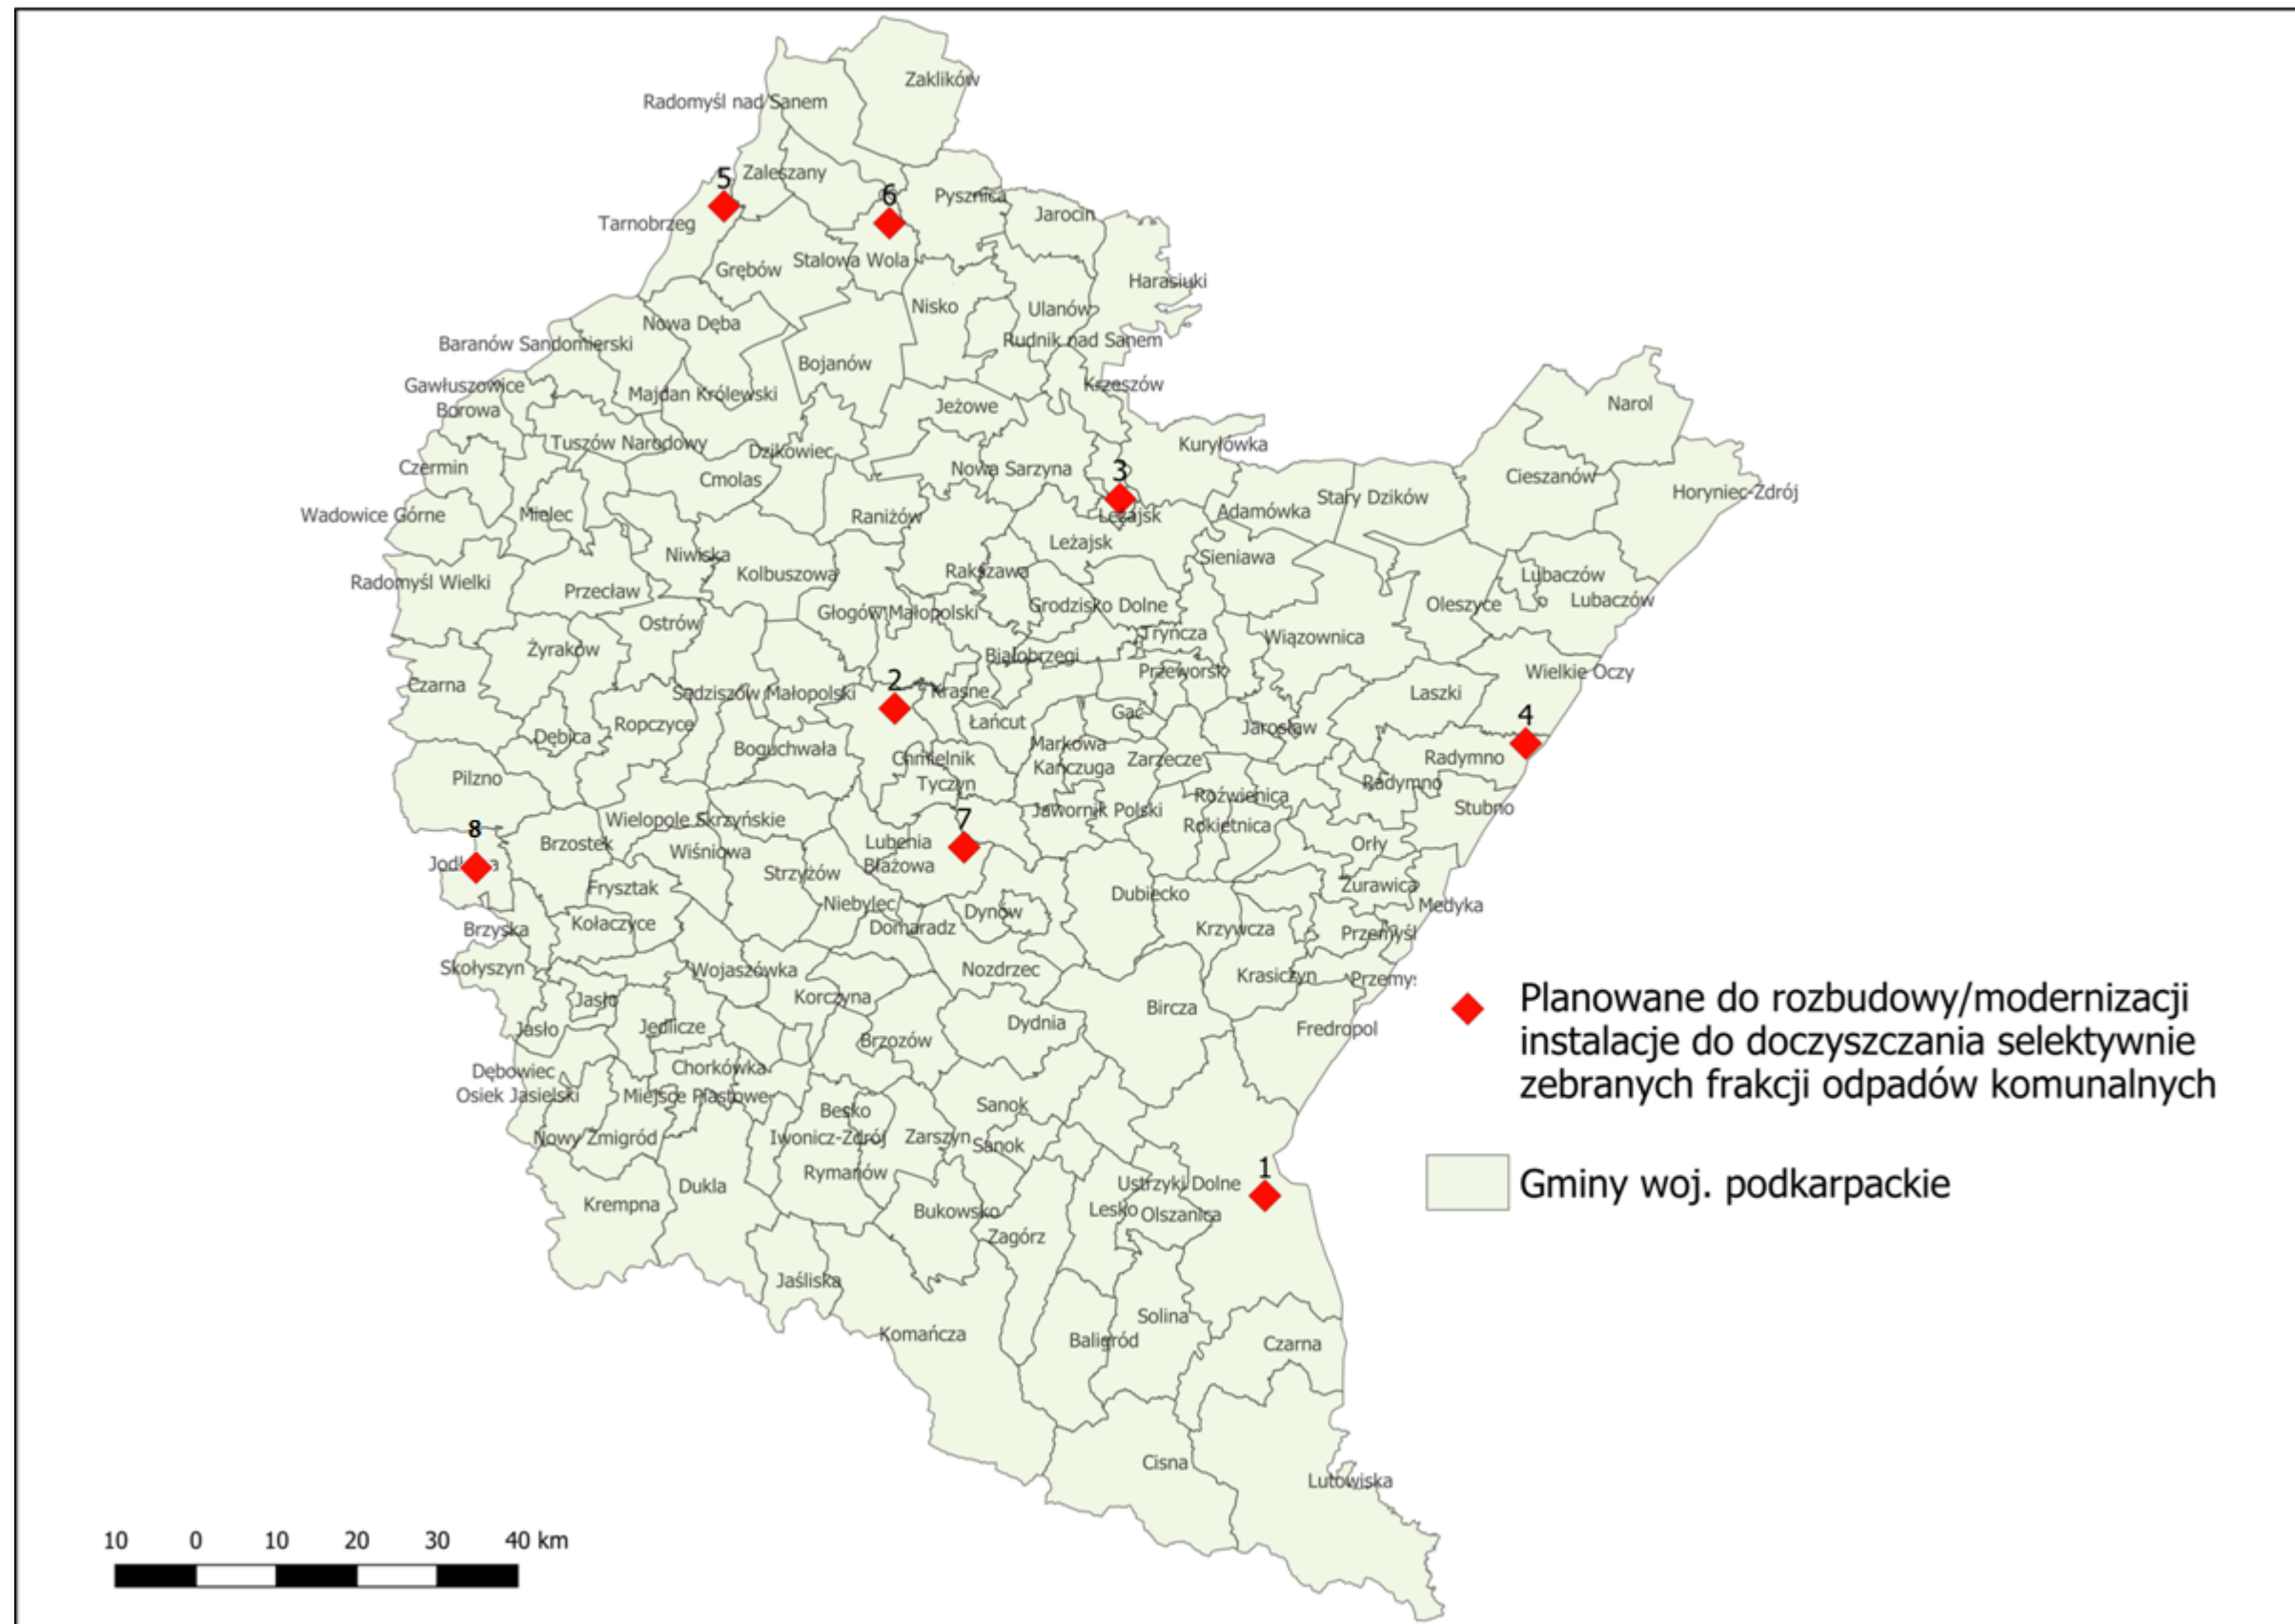 Zaklików
Radomyśl nad Sanem
Zaleszany
5
6
Pysznica
Jarocin
Tarnobrzeg
Grębów
Stalowa Wola
Harasiuki
Nisko
Ulanów
Nowa Dęba
Baranów Sandomierski
Rudnik nad Sanem
Bojanów
Gawłuszowice
Krzeszów
Majdan Królewski
Borowa
Jeżowe
Narol
Tuszów Narodowy
Dzikowiec
Kuryłówka
Czermin
Nowa Sarzyna
3
Cmolas
Cieszanów
Stary Dzików
Horyniec-Zdrój
Wadowice Górne
Mielec
Raniżów
Leżajsk
Adamówka
Leżajsk
Niwiska
Kolbuszowa
Rakszawa
Sieniawa
Lubaczów
Radomyśl Wielki
Przecław
Głogów Małopolski
Grodzisko Dolne
Oleszyce
Lubaczów
Ostrów
Tryńcza
Wiązownica
Żyraków
Białobrzegi
Przeworsk
Wielkie Oczy
Czarna
Sędziszów Małopolski
2
Krasne
Laszki
Ropczyce
Łańcut
Gać
4
Dębica
Boguchwała
Markowa
Jarosław
Chmielnik
Kańczuga
Zarzecze
Radymno
Pilzno
Tyczyn
Radymno
Roźwienica
Jawornik Polski
Stubno
8
Wielopole Skrzyńskie
7
Rokietnica
Brzostek
Wiśniowa
Lubenia
Orły
Błażowa
Strzyżów
Frysztak
Dubiecko
Żurawica
Niebylec
Dynów
Medyka
Brzyska
Kołaczyce
Domaradz
Krzywcza
Przemyśl
Skołyszyn
Wojaszówka
Nozdrzec
Krasiczyn
Jasło
Korczyna
Bircza
Planowane do rozbudowy/modernizacji
instalacje do doczyszczania selektywnie
zebranych frakcji odpadów komunalnych
Jasło
Jedlicze
Dydnia
Fredropol
Brzozów
Dębowiec
Chorkówka
Osiek Jasielski
Miejsce Piastowe
Besko
Sanok
Nowy Żmigród
Iwonicz-Zdrój
Zarszyn
Sanok
Rymanów
1
Dukla
Ustrzyki Dolne
Gminy woj. podkarpackie
Krempna
Bukowsko
Lesko
Olszanica
Zagórz
Jaśliska
Solina
Komańcza
Baligród
Czarna
Cisna
Lutowiska
10 0 10 20 30 40 km